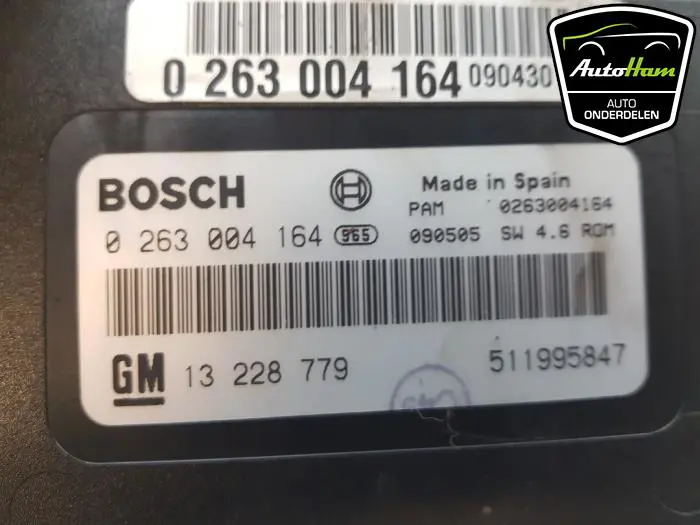 0 263 004 164 090430
AutoHam
AUTO
ONDERDELEN
BOSCH
Made in Spain
PAM 0263004164
0 263 004 164 965
090505 SW 4.6 ROM
GM 13 228 779
511995847